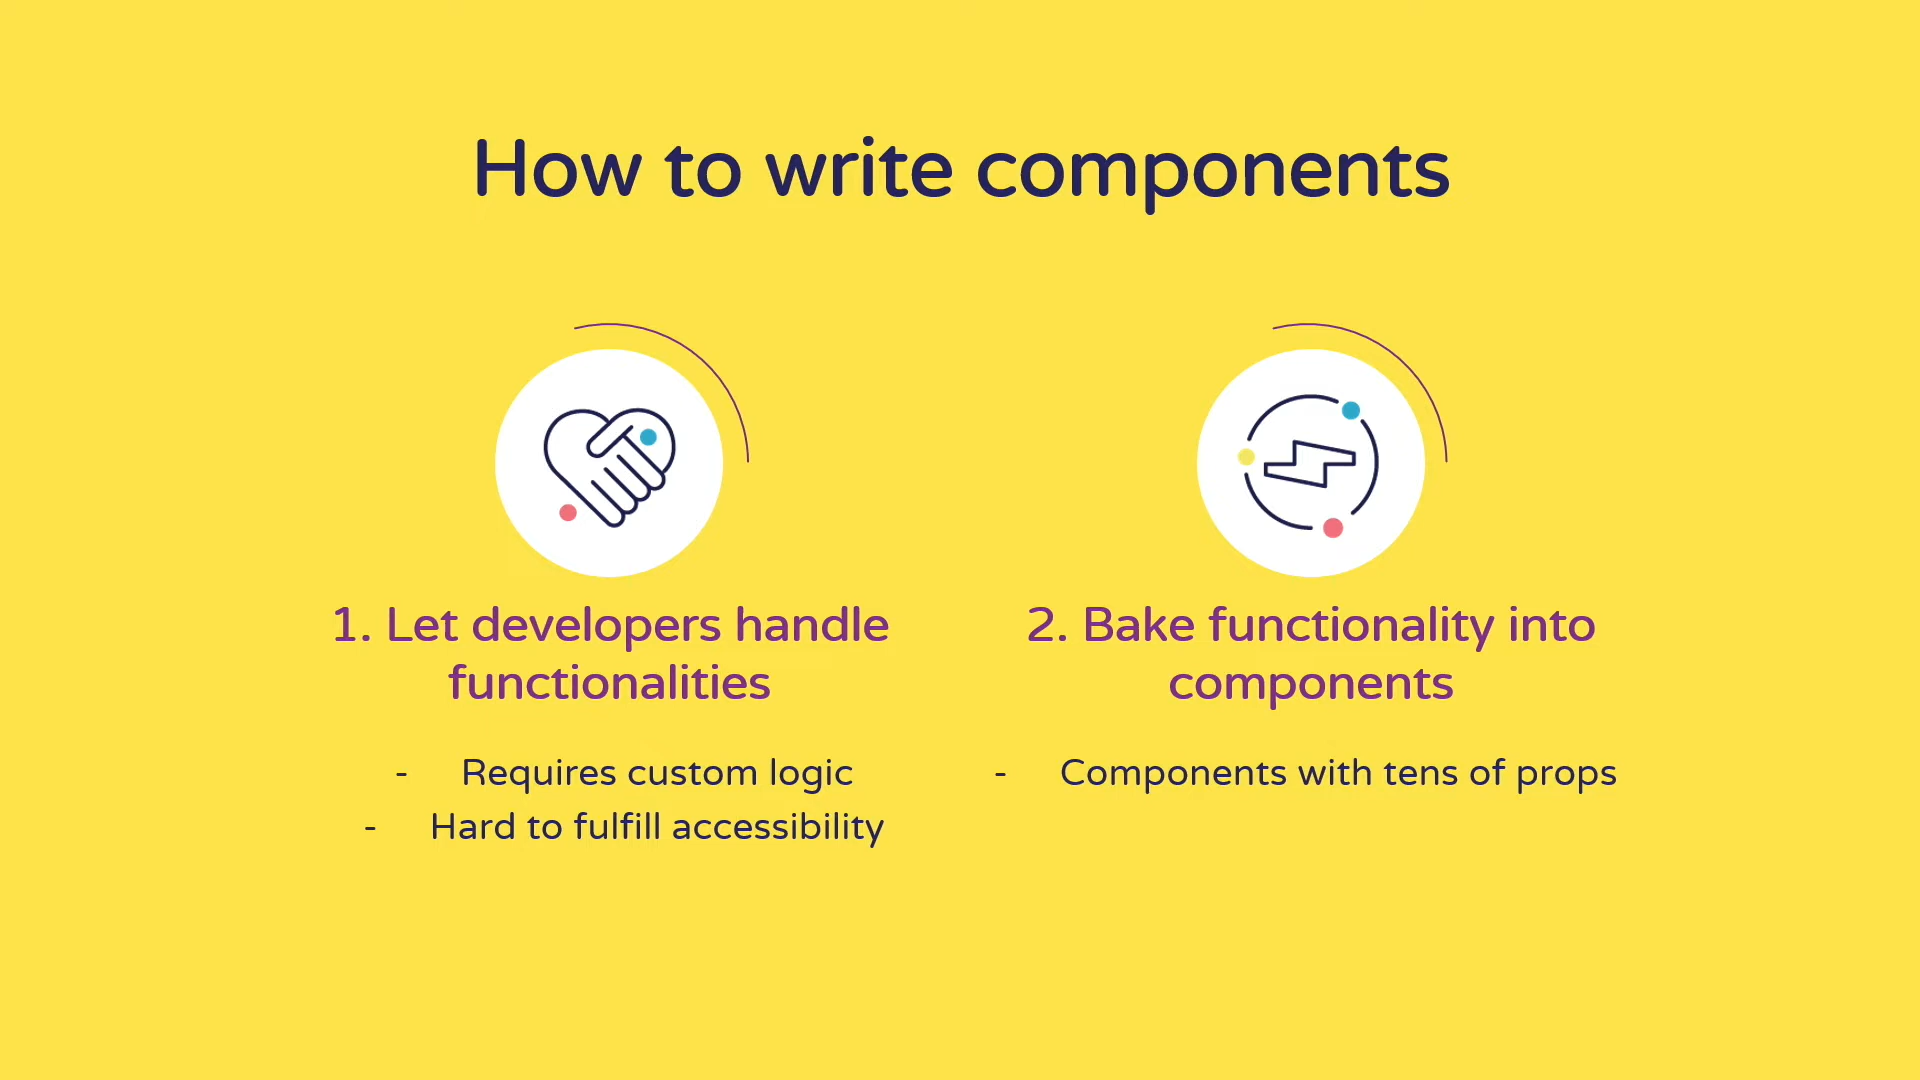 How to write components
1. Let developers handle
functionalities
- Requires custom logic
- Hard to fulfill accessibility
2. Bake functionality into
components
- Components with tens of props